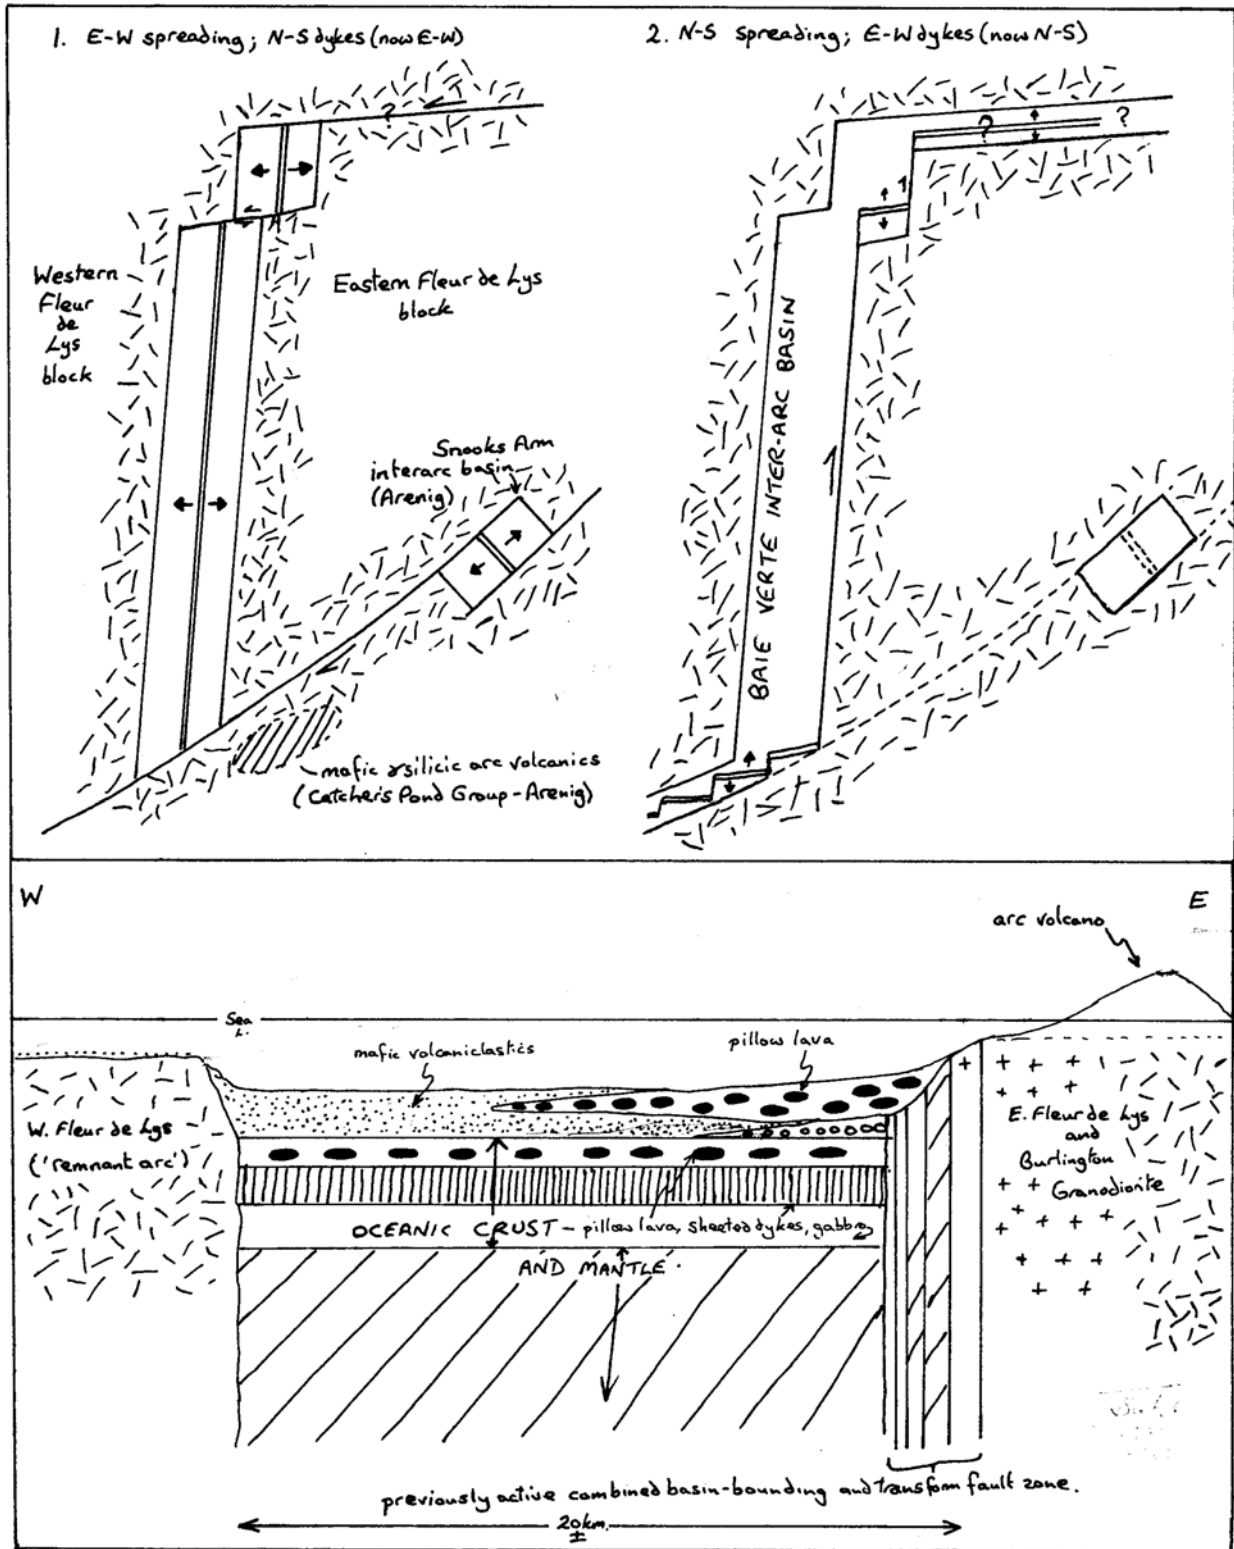 1. E-W spreading; N-S dykes (now E-W)
2. N-S spreading; E-W dykes (now N-S)
?
Western
Fleur
de
Lys
block
Eastern Fleur de Lys
block
Snooks Arm
interarc basin
(Arenig)
mafic & silicic arc volcanics
(Catchers Pond Group - Arenig)
?
?
BAIE VERTE INTER-ARC BASIN
W
E
arc volcano
Sea
L.
mafic volcaniclastics
pillow lava
W. Fleur de Lys
('remnant arc')
E. Fleur de Lys
and
Burlington
Granodiorite
OCEANIC CRUST - pillow lava, sheeted dykes, gabbro
AND MANTLE.
previously active combined basin-bounding and transform fault zone.
20km.
±